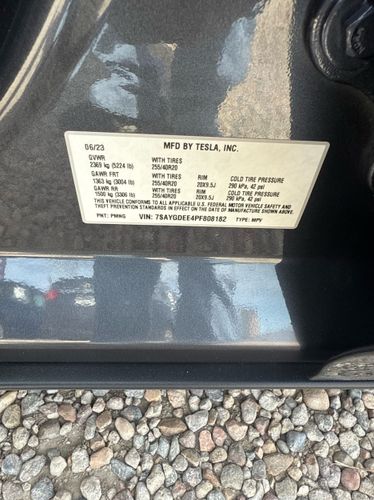 06/23 MFD BY TESLA, INC.
GVWR WITH TIRES
2369 kg (5224 lb) 255/40R20
GAWR FRT WITH TIRES RIM COLD TIRE PRESSURE
1363 kg (3004 lb) 255/40R20 20X9.5J 290 kPa, 42 psi
GAWR RR WITH TIRES RIM COLD TIRE PRESSURE
1500 kg (3306 lb) 255/40R20 20X9.5J 290 kPa, 42 psi
THIS VEHICLE CONFORMS TO ALL APPLICABLE U.S. FEDERAL MOTOR VEHICLE SAFETY AND
THEFT PREVENTION STANDARDS IN EFFECT ON THE DATE OF MANUFACTURE SHOWN ABOVE.
PNT: PMNG VIN: 7SAYGDEE4PF808182 TYPE: MPV